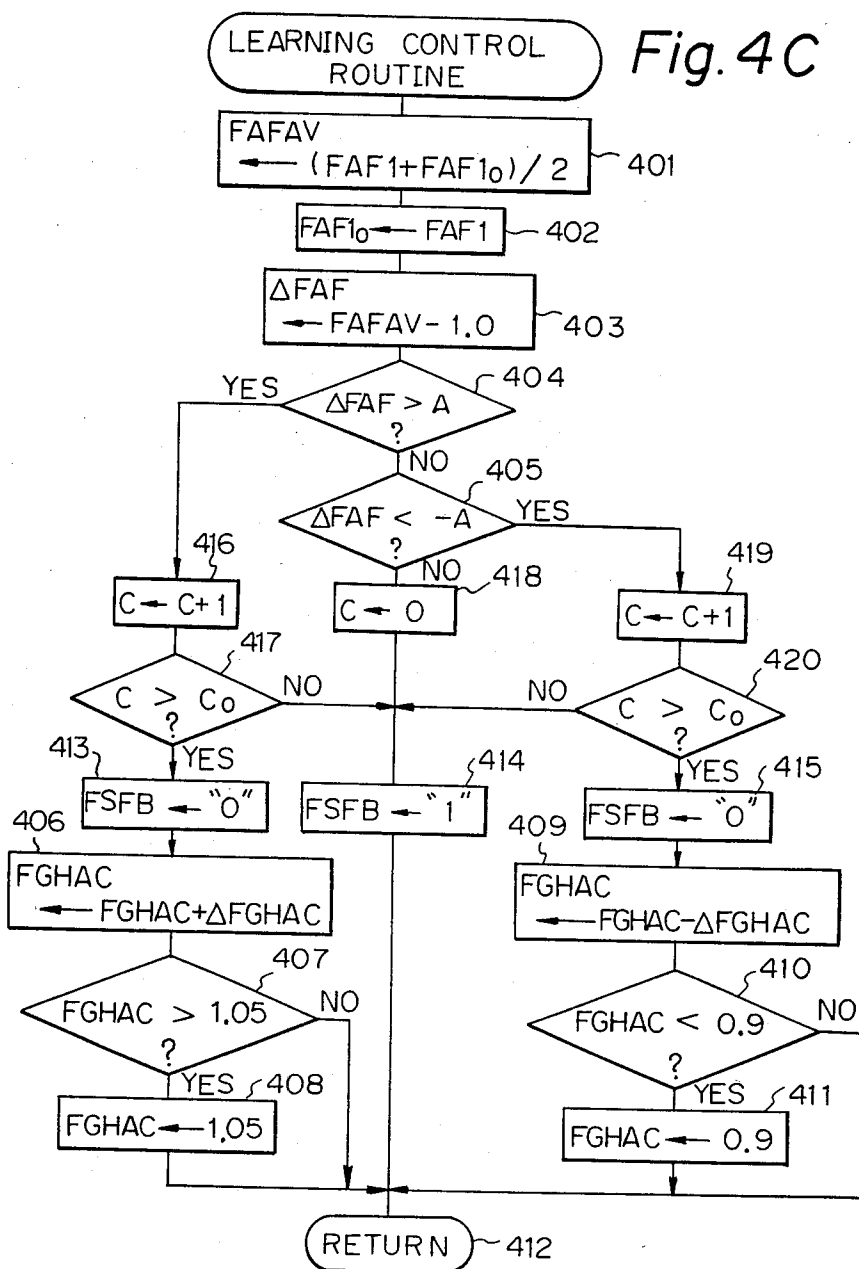 Fig. 4C
LEARNING CONTROL
ROUTINE
FAFAV
← (FAF1+FAF1₀)/2
401
FAF1₀ ← FAF1
402
ΔFAF
← FAFAV-1.0
403
404
YES
ΔFAF > A
?
NO
405
ΔFAF < -A
?
YES
NO
416
C ← C+1
418
C ← 0
419
C ← C+1
417
C > C₀
?
NO
YES
420
C > C₀
?
NO
YES
413
FSFB ← "0"
414
FSFB ← "1"
415
FSFB ← "0"
406
FGHAC
← FGHAC+ΔFGHAC
409
FGHAC
← FGHAC-ΔFGHAC
407
FGHAC > 1.05
?
NO
YES
410
FGHAC < 0.9
?
NO
YES
408
FGHAC ← 1.05
411
FGHAC ← 0.9
RETURN
412